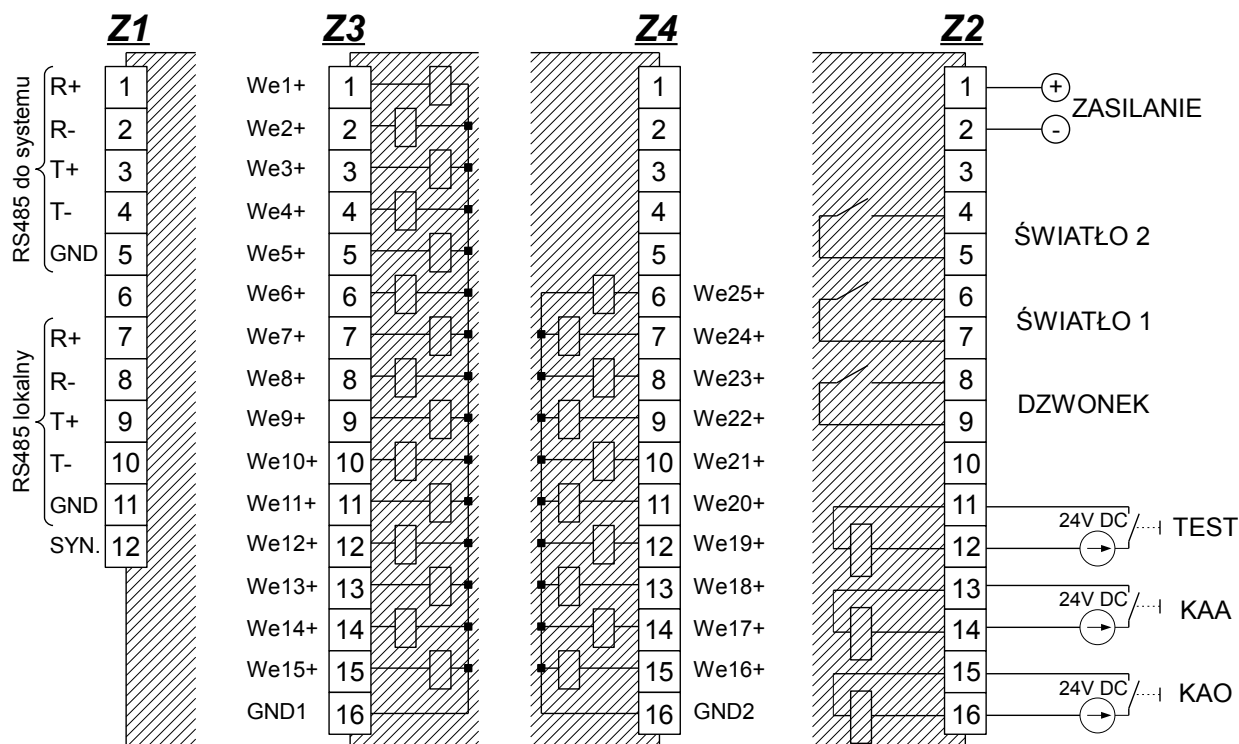 Z1
RS485 do systemu
R+ 1
R- 2
T+ 3
T- 4
GND 5
6
RS485 lokalny
R+ 7
R- 8
T+ 9
T- 10
GND 11
SYN. 12
Z3
We1+ 1
We2+ 2
We3+ 3
We4+ 4
We5+ 5
We6+ 6
We7+ 7
We8+ 8
We9+ 9
We10+ 10
We11+ 11
We12+ 12
We13+ 13
We14+ 14
We15+ 15
GND1 16
Z4
1
2
3
4
5
6 We25+
7 We24+
8 We23+
9 We22+
10 We21+
11 We20+
12 We19+
13 We18+
14 We17+
15 We16+
16 GND2
Z2
1 +
ZASILANIE
2 -
3
4
ŚWIATŁO 2
5
6
ŚWIATŁO 1
7
8
DZWONEK
9
10
11
24V DC TEST
12
13
24V DC KAA
14
15
24V DC KAO
16